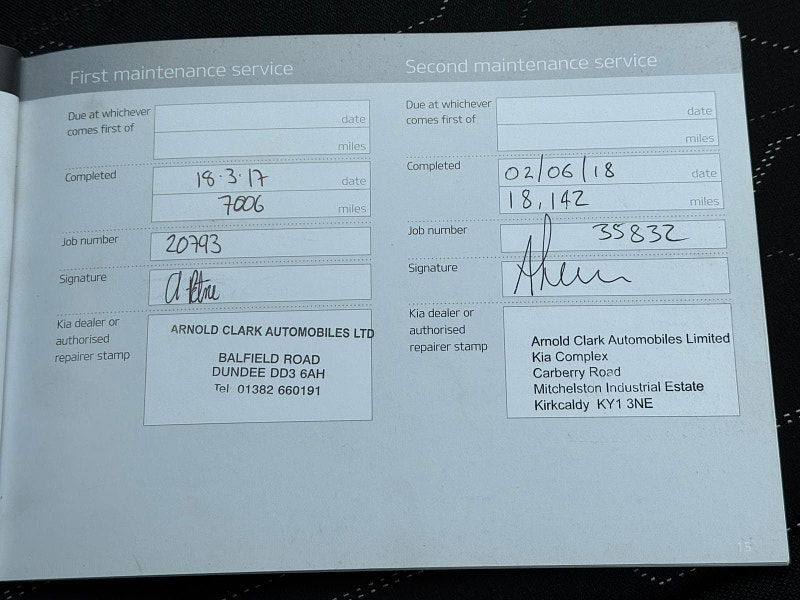 First maintenance service
Due at whichever
comes first of
date
miles
Completed
18·3·17 date
7006 miles
Job number
20793
Signature
Kia dealer or
authorised
repairer stamp
ARNOLD CLARK AUTOMOBILES LTD
BALFIELD ROAD
DUNDEE DD3 6AH
Tel 01382 660191
Second maintenance service
Due at whichever
comes first of
date
miles
Completed
02/06/18 date
18,142 miles
Job number
35832
Signature
Kia dealer or
authorised
repairer stamp
Arnold Clark Automobiles Limited
Kia Complex
Carberry Road
Mitchelston Industrial Estate
Kirkcaldy KY1 3NE
15